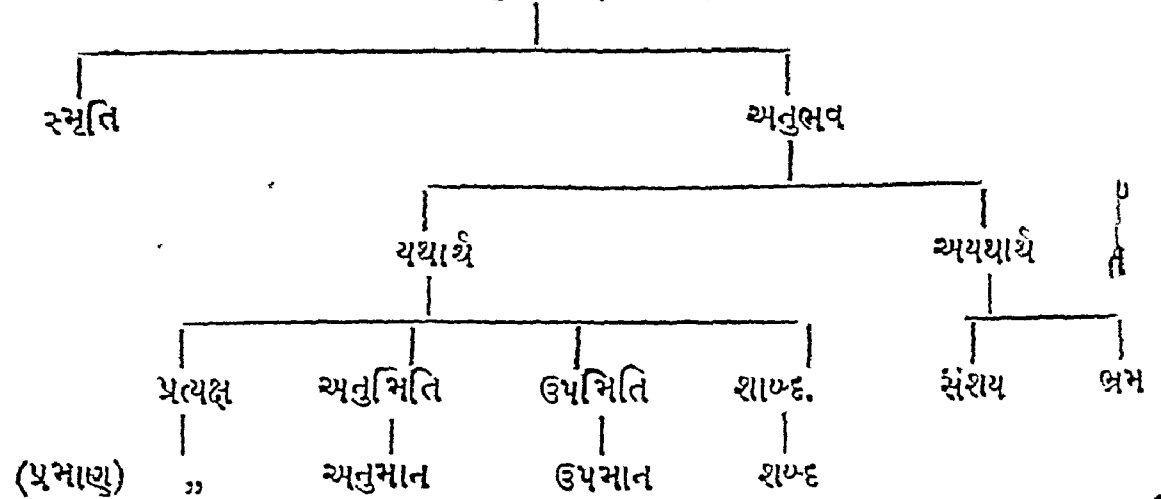 સ્મૃતિ અનુભવ
યથાર્થ અયથાર્થ
પ્રત્યક્ષ અનુમિતિ ઉપમિતિ શાબ્દ. સંશય ભ્રમ
(પ્રમાણ) ,, અનુમાન ઉપમાન શબ્દ